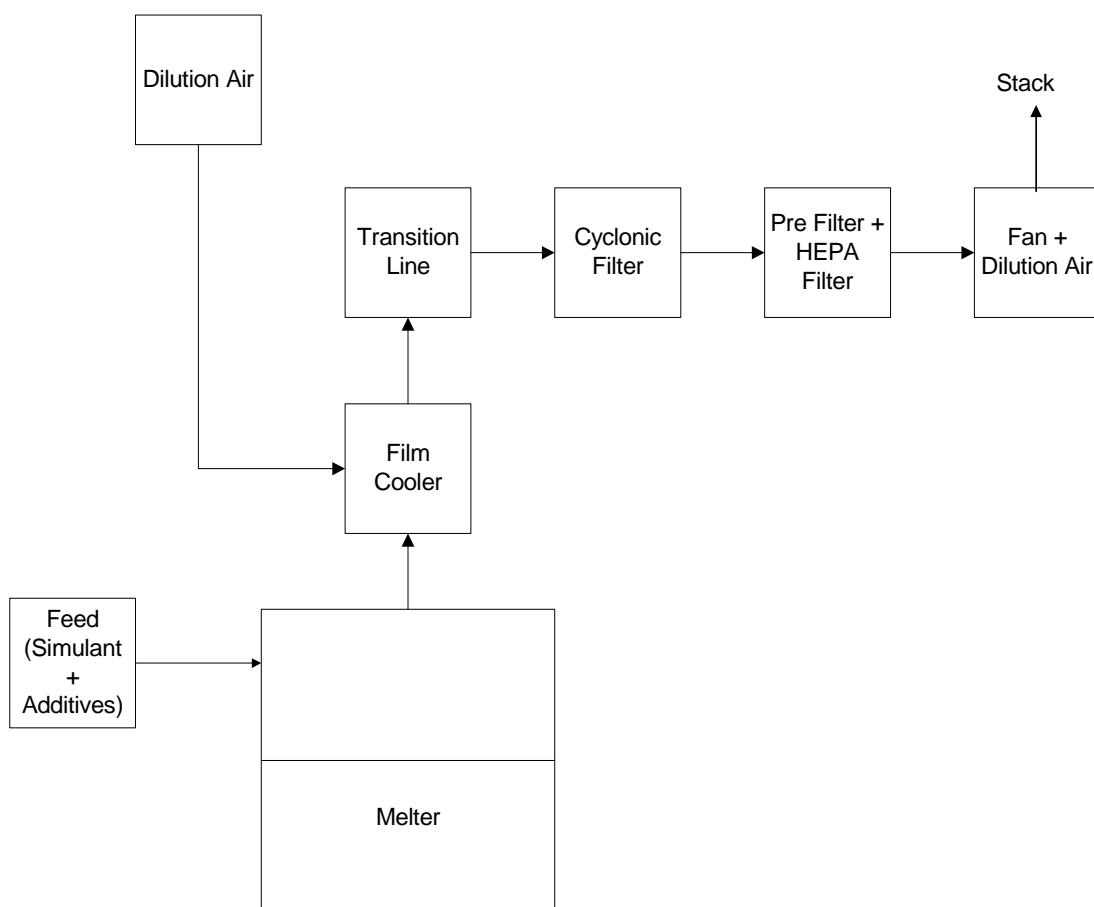 Dilution Air
Stack
Transition
Line
Cyclonic
Filter
Pre Filter +
HEPA
Filter
Fan +
Dilution Air
Film
Cooler
Feed
(Simulant
+
Additives)
Melter